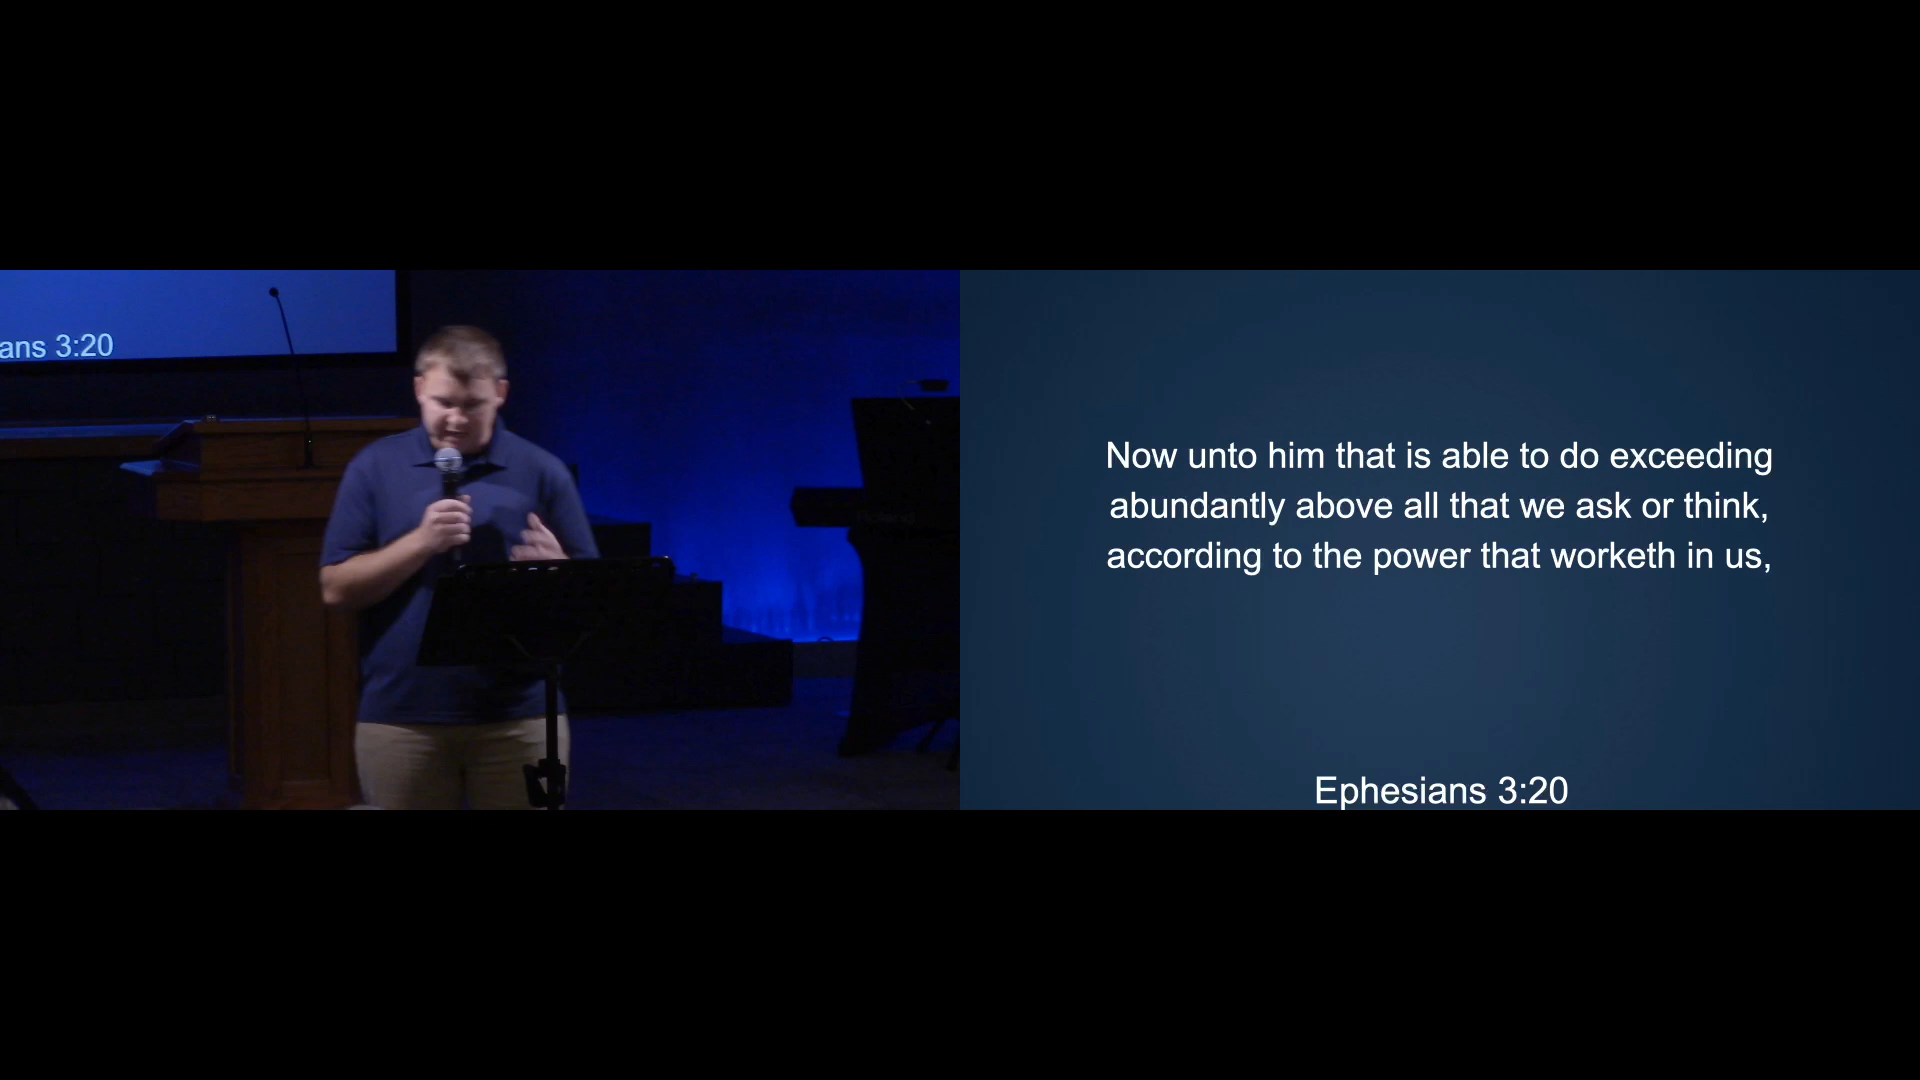 ans 3:20
Roland
Now unto him that is able to do exceeding
abundantly above all that we ask or think,
according to the power that worketh in us,
Ephesians 3:20